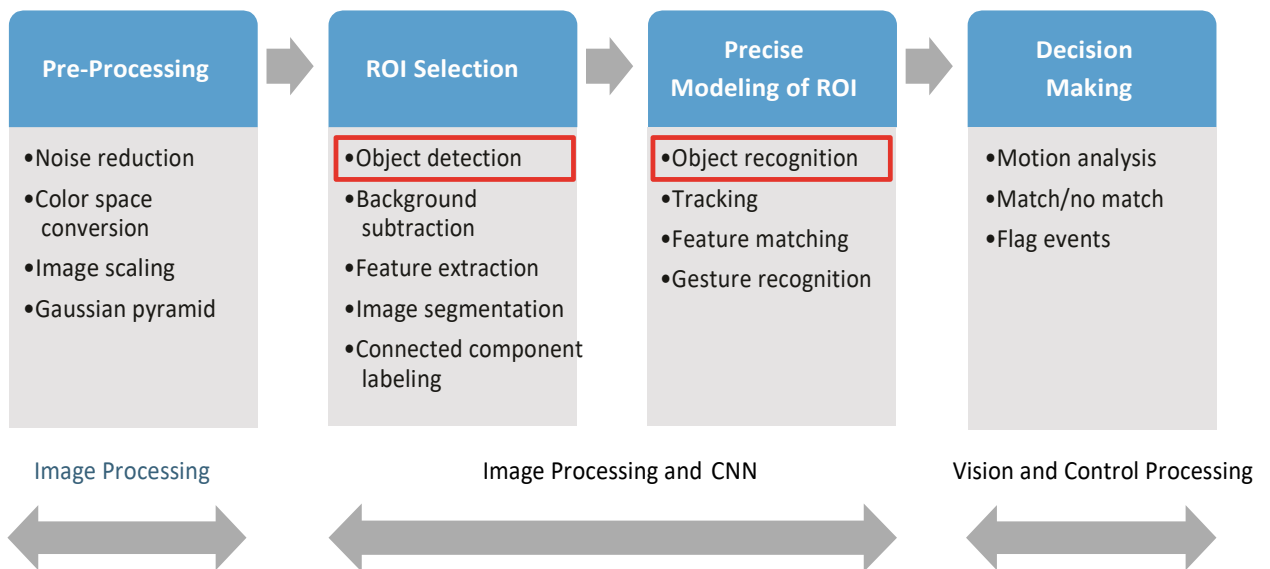 Pre-Processing
•Noise reduction
•Color space
conversion
•Image scaling
•Gaussian pyramid
ROI Selection
•Object detection
•Background
subtraction
•Feature extraction
•Image segmentation
•Connected component
labeling
Precise
Modeling of ROI
•Object recognition
•Tracking
•Feature matching
•Gesture recognition
Decision
Making
•Motion analysis
•Match/no match
•Flag events
Image Processing
Image Processing and CNN
Vision and Control Processing